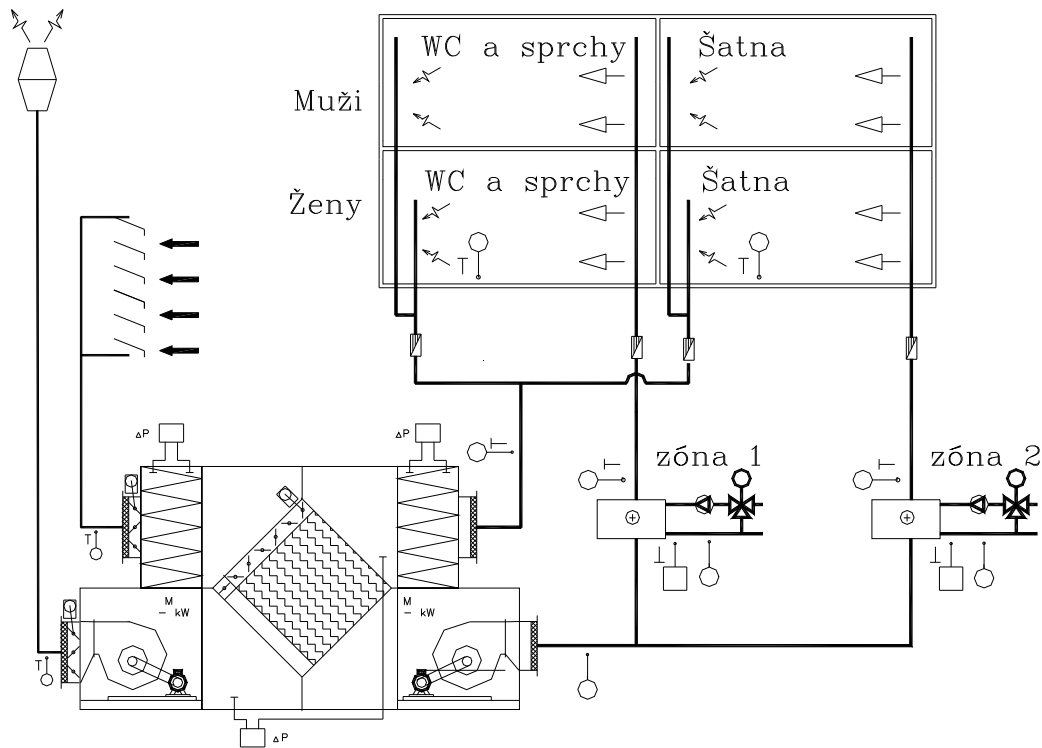 WC a sprchy Šatna
Muži
WC a sprchy Šatna
Ženy
T T
ΔP ΔP
T
zóna 1 zóna 2
T T
T
M
- kW
M
- kW
T
ΔP